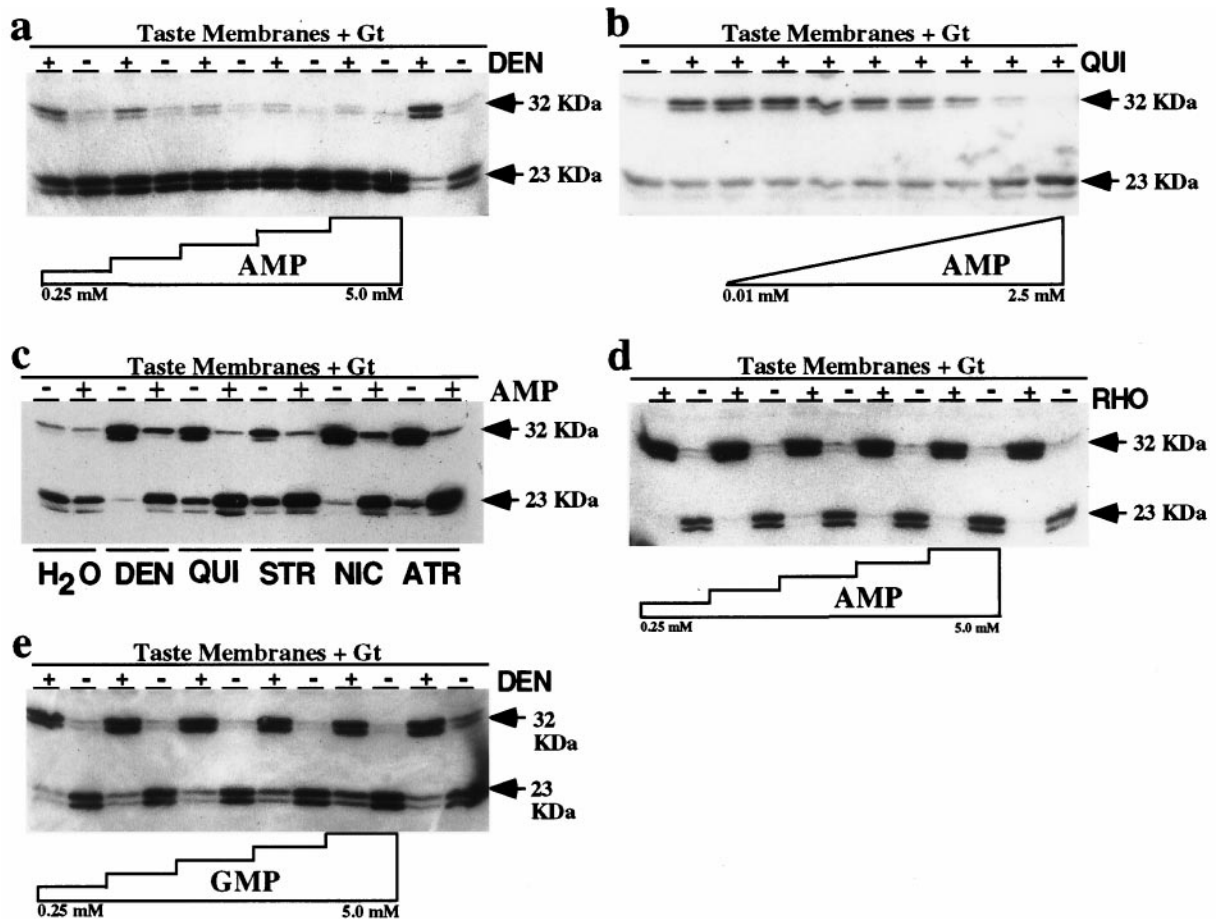 a
Taste Membranes + Gt
+ - + - + - + - + - + - DEN
32 KDa
23 KDa
AMP
0.25 mM 5.0 mM
b
Taste Membranes + Gt
- + + + + + + + + + QUI
32 KDa
23 KDa
AMP
0.01 mM 2.5 mM
c
Taste Membranes + Gt
- + - + - + - + - + - + AMP
32 KDa
23 KDa
H2O DEN QUI STR NIC ATR
d
Taste Membranes + Gt
+ - + - + - + - + - + - RHO
32 KDa
23 KDa
AMP
0.25 mM 5.0 mM
e
Taste Membranes + Gt
+ - + - + - + - + - + - DEN
32
KDa
23
KDa
GMP
0.25 mM 5.0 mM